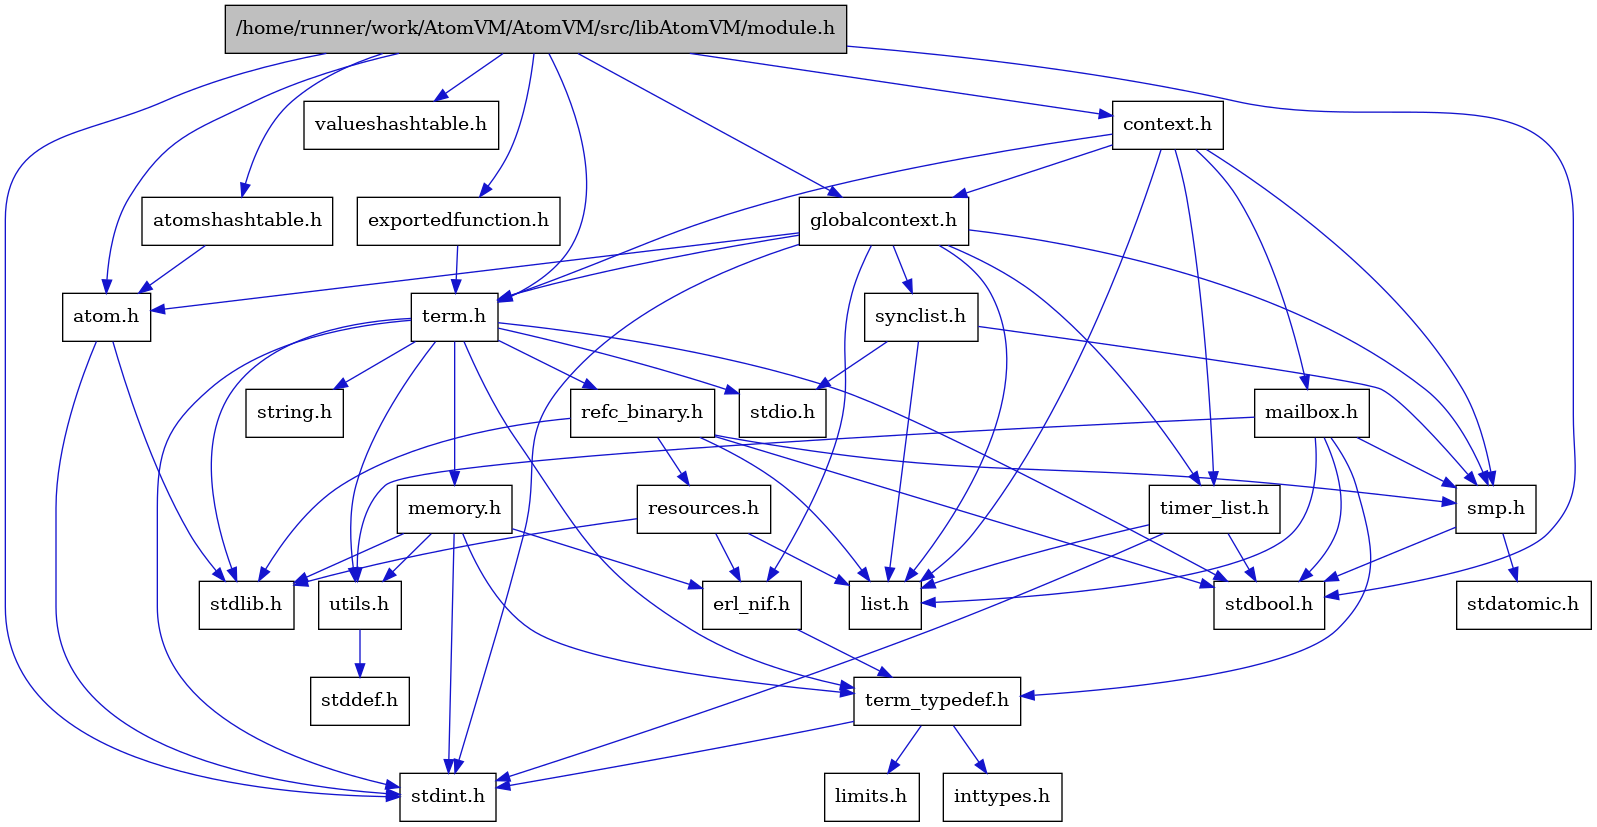 /home/runner/work/AtomVM/AtomVM/src/libAtomVM/module.h
valueshashtable.h
context.h
atomshashtable.h
exportedfunction.h
globalcontext.h
atom.h
term.h
synclist.h
string.h
refc_binary.h
stdio.h
mailbox.h
memory.h
resources.h
timer_list.h
smp.h
stdlib.h
utils.h
erl_nif.h
list.h
stdbool.h
stdatomic.h
stddef.h
term_typedef.h
stdint.h
limits.h
inttypes.h